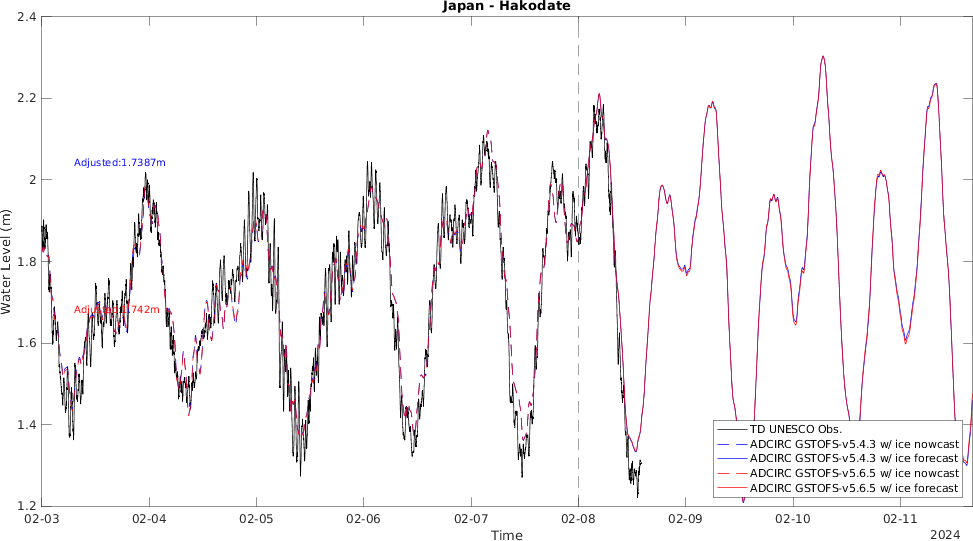 Japan - Hakodate
2.4
2.2
2
1.8
1.6
1.4
1.2
Water Level (m)
Adjusted:1.7387m
Adjusted:1.742m
TD UNESCO Obs.
ADCIRC GSTOFS-v5.4.3 w/ ice nowcast
ADCIRC GSTOFS-v5.4.3 w/ ice forecast
ADCIRC GSTOFS-v5.6.5 w/ ice nowcast
ADCIRC GSTOFS-v5.6.5 w/ ice forecast
02-03 02-04 02-05 02-06 02-07 02-08 02-09 02-10 02-11
Time
2024